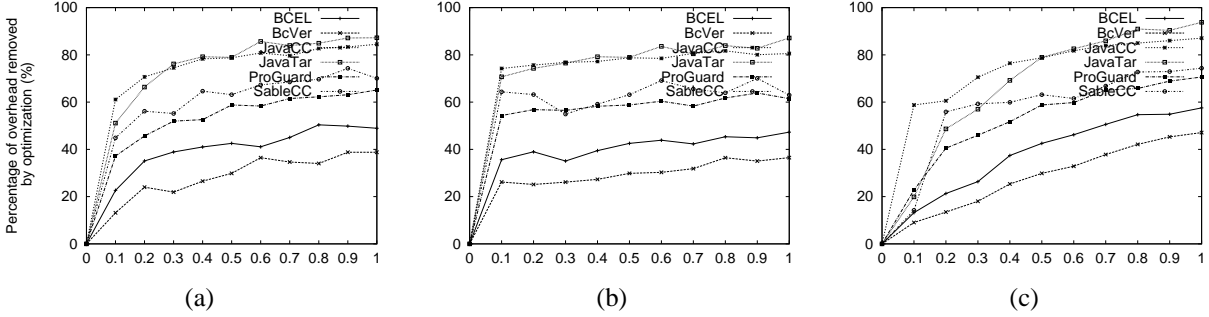 Percentage of overhead removed
by optimization (%)
100
80
60
40
20
0
0 0.1 0.2 0.3 0.4 0.5 0.6 0.7 0.8 0.9 1
BCEL
BcVer
JavaCC
JavaTar
ProGuard
SableCC
(a)
100
80
60
40
20
0
0 0.1 0.2 0.3 0.4 0.5 0.6 0.7 0.8 0.9 1
BCEL
BcVer
JavaCC
JavaTar
ProGuard
SableCC
(b)
100
80
60
40
20
0
0 0.1 0.2 0.3 0.4 0.5 0.6 0.7 0.8 0.9 1
BCEL
BcVer
JavaCC
JavaTar
ProGuard
SableCC
(c)